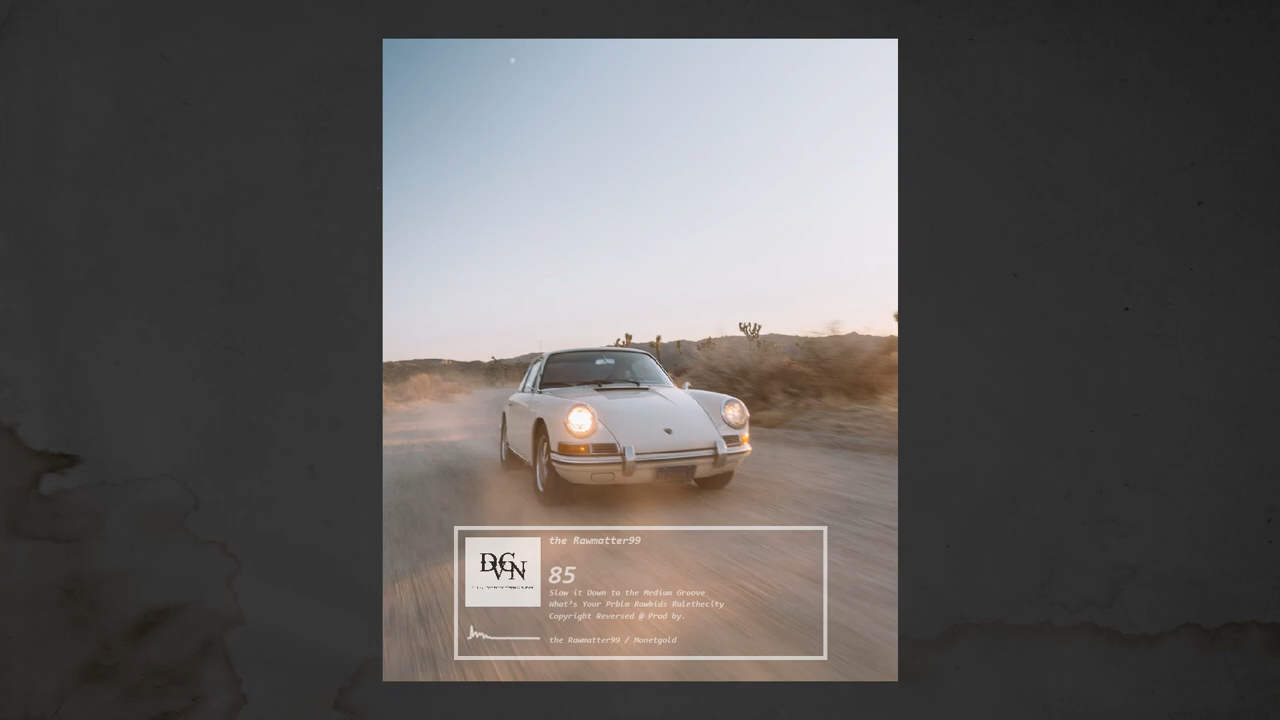 the Rawmatter99
DVGN
85
Slow it Down to the Medium Groove
What's Your Prblm Rawkids Rulethecity
Copyright Reversed @ Prod by.
the Rawmatter99 / Monetgold